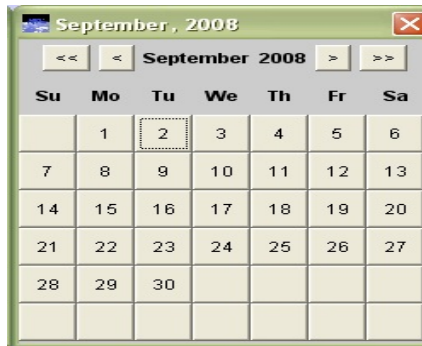 September, 2008
<< < September 2008 > >>
Su Mo Tu We Th Fr Sa
1 2 3 4 5 6
7 8 9 10 11 12 13
14 15 16 17 18 19 20
21 22 23 24 25 26 27
28 29 30